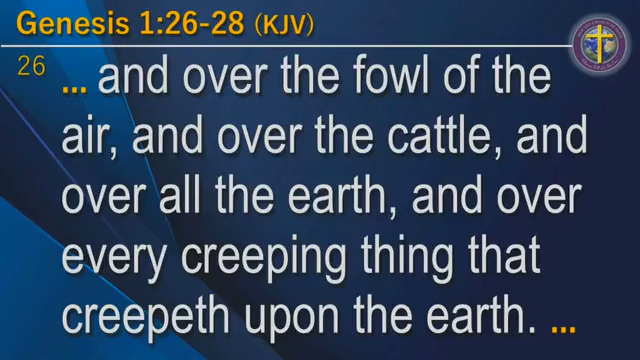 Genesis 1:26-28 (KJV)
26 ... and over the fowl of the
air, and over the cattle, and
over all the earth, and over
every creeping thing that
creepeth upon the earth. ...